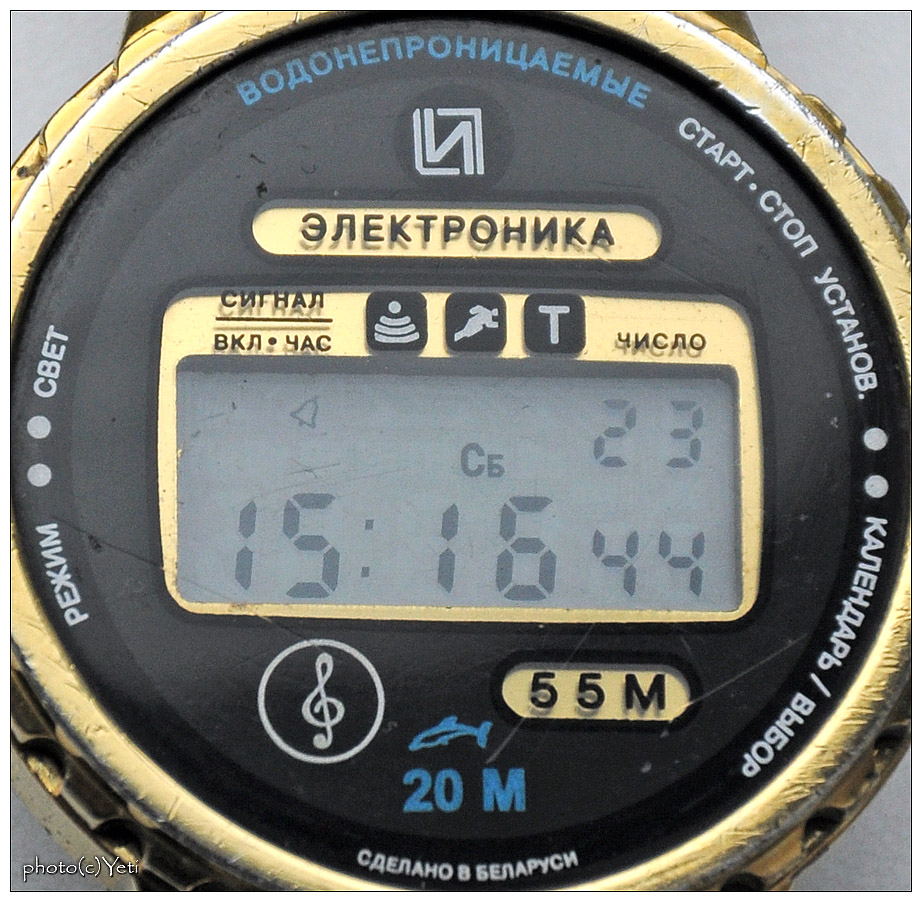 ВОДОНЕПРОНИЦАЕМЫЕ
СТАРТ·СТОП УСТАНОВ.
ЭЛЕКТРОНИКА
СИГНАЛ
ВКЛ·ЧАС
Т
ЧИСЛО
СВЕТ
23
Сб
15:16 44
РЕЖИМ
КАЛЕНДАРЬ / ВЫБОР
55М
20 М
СДЕЛАНО В БЕЛАРУСИ
photo(c)Yeti